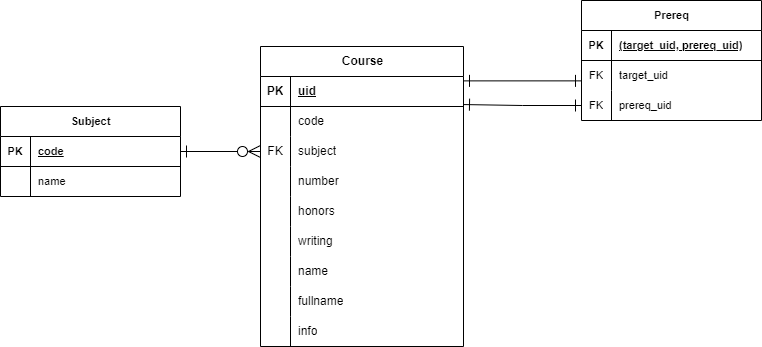 Subject
PK code
name
Course
PK uid
code
FK subject
number
honors
writing
name
fullname
info
Prereq
PK (target_uid, prereq_uid)
FK target_uid
FK prereq_uid